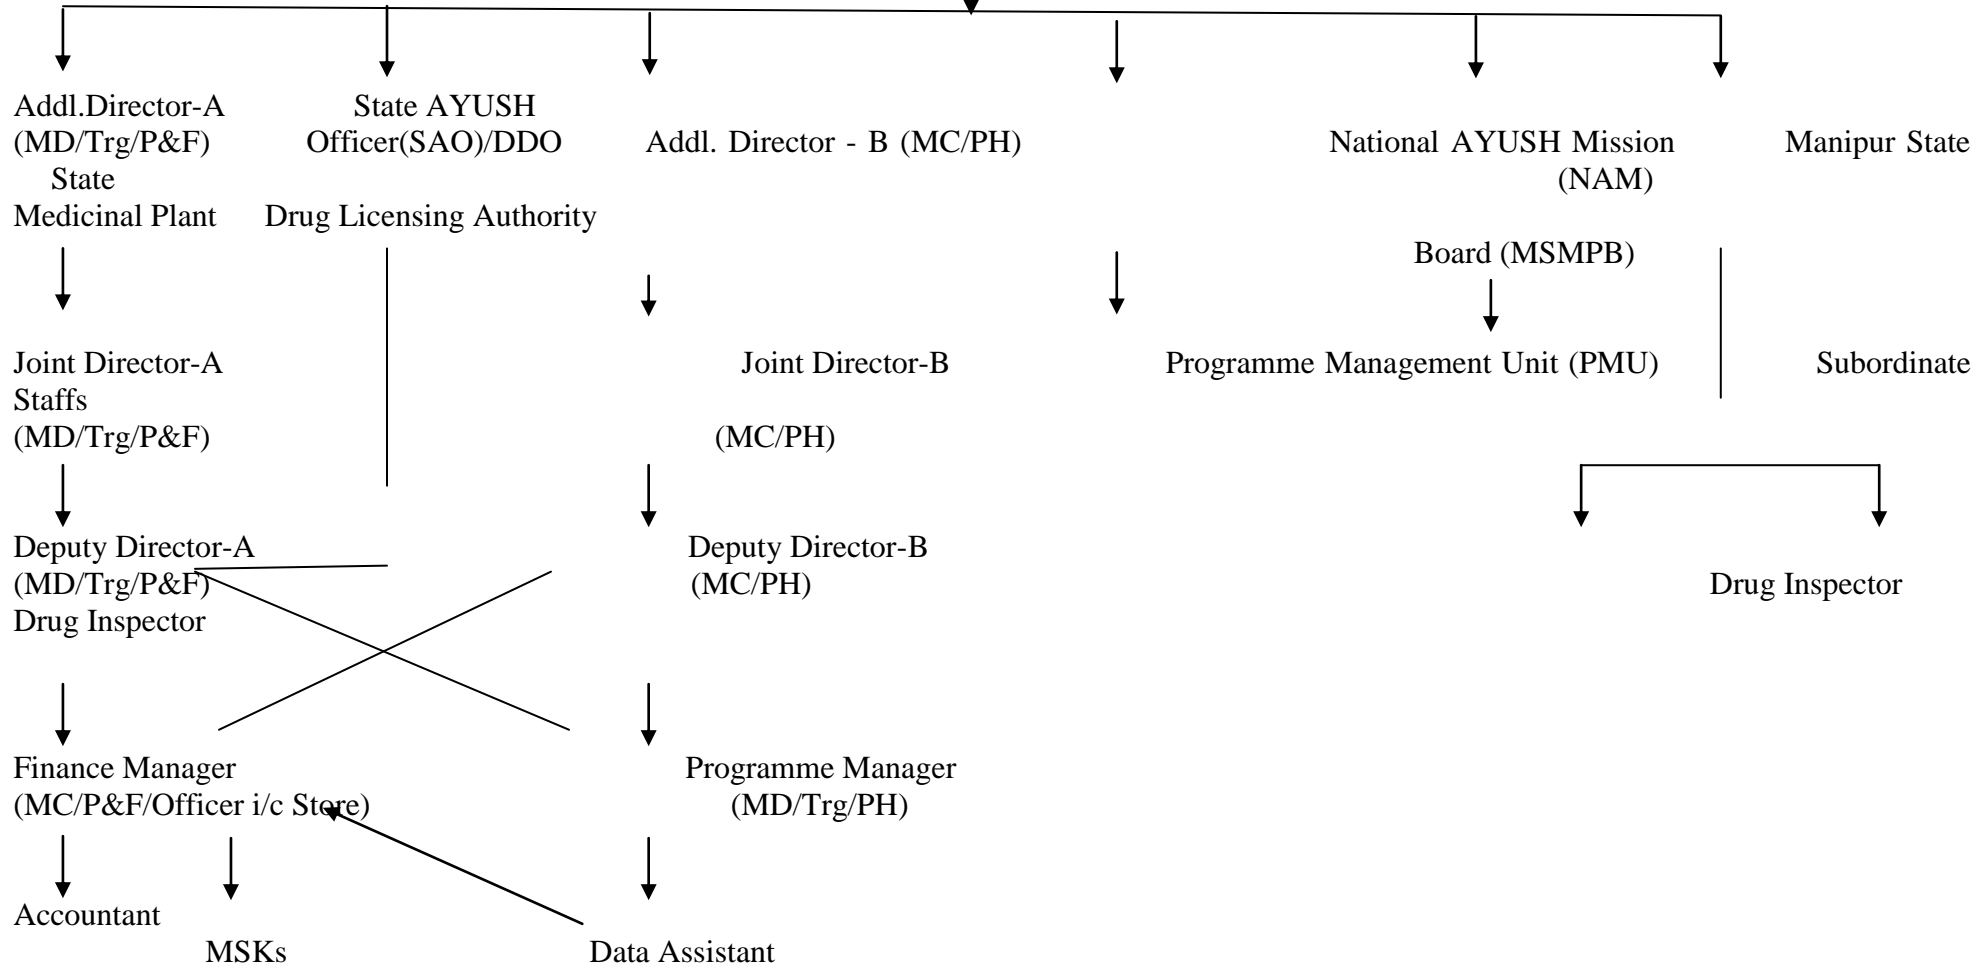 Addl.Director-A State AYUSH
(MD/Trg/P&F) Officer(SAO)/DDO Addl. Director - B (MC/PH) National AYUSH Mission Manipur State
State (NAM)
Medicinal Plant Drug Licensing Authority
Board (MSMPB)
Joint Director-A Joint Director-B Programme Management Unit (PMU) Subordinate
Staffs
(MD/Trg/P&F) (MC/PH)
Deputy Director-A Deputy Director-B
(MD/Trg/P&F) (MC/PH) Drug Inspector
Drug Inspector
Finance Manager Programme Manager
(MC/P&F/Officer i/c Store) (MD/Trg/PH)
Accountant
MSKs Data Assistant